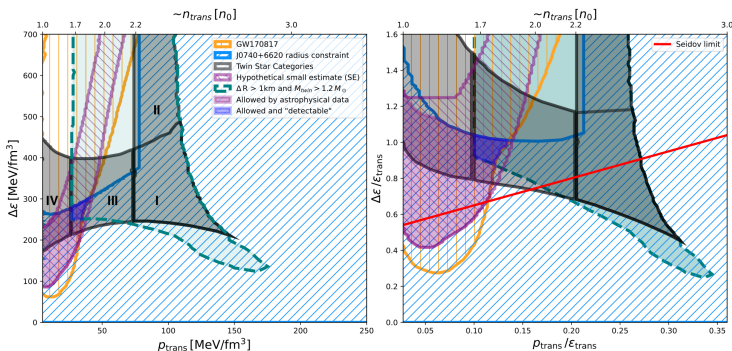 ~n_trans [n_0]
1.0 1.7 2.0 2.2 3.0
700
600
500
400
300
200
100
0
Δε [MeV/fm³]
50 100 150 200 250
p_trans [MeV/fm³]
II
IV
III
I
GW170817
J0740+6620 radius constraint
Twin Star Categories
Hypothetical small estimate (SE)
ΔR > 1km and M_Twin > 1.2 M_⊙
Allowed by astrophysical data
Allowed and "detectable"
~n_trans [n_0]
1.0 1.7 2.0 2.2 3.0
1.6
1.4
1.2
1.0
0.8
0.6
0.4
0.2
0.0
Δε/ε_trans
0.05 0.10 0.15 0.20 0.25 0.30 0.35
p_trans/ε_trans
Seidov limit